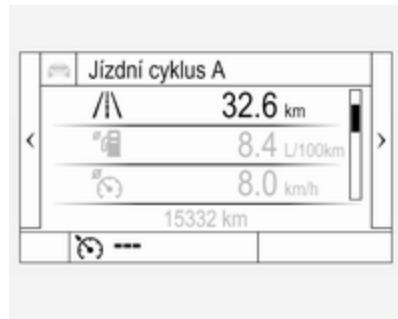 Jízdní cyklus A
32.6 km
8.4 L/100km
8.0 km/h
15332 km
---